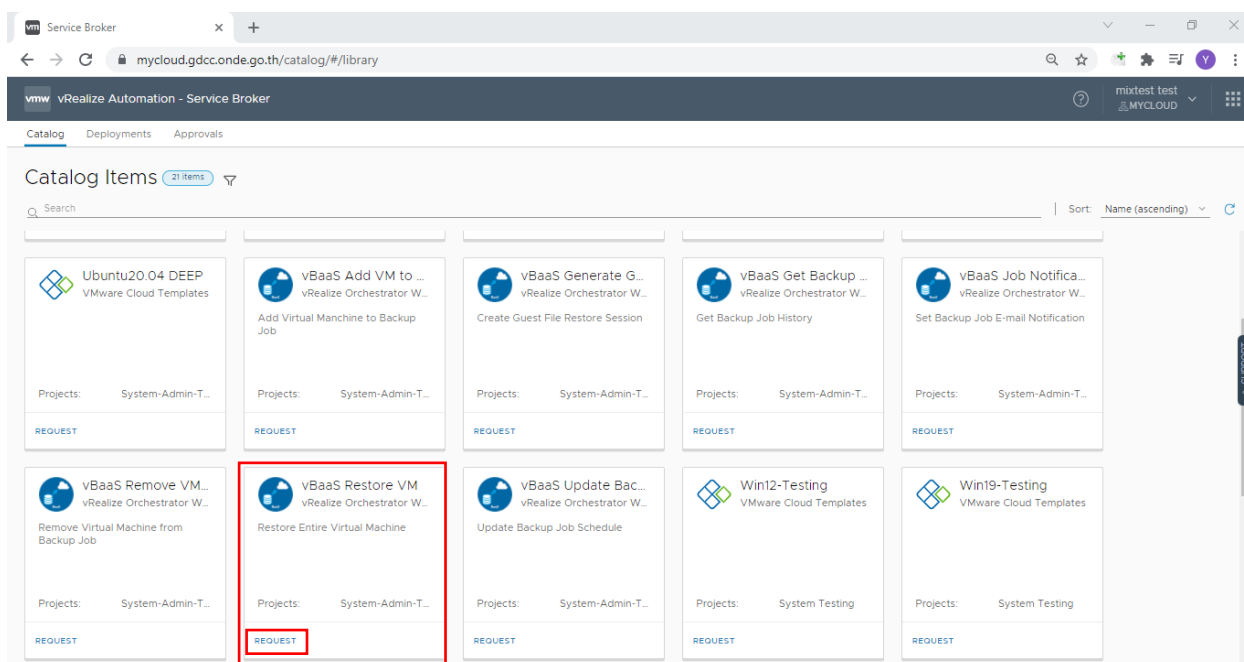 vm Service Broker
mycloud.gdcc.onde.go.th/catalog/#/library
Y
vmw vRealize Automation - Service Broker
mixtest test
MYCLOUD
Catalog Deployments Approvals
Catalog Items 21 items
Search
Sort: Name (ascending)
Ubuntu20.04 DEEP
VMware Cloud Templates
Projects: System-Admin-T...
REQUEST
vBaaS Add VM to ...
vRealize Orchestrator W...
Add Virtual Manchine to Backup
Job
Projects: System-Admin-T...
REQUEST
vBaaS Generate G...
vRealize Orchestrator W...
Create Guest File Restore Session
Projects: System-Admin-T...
REQUEST
vBaaS Get Backup ...
vRealize Orchestrator W...
Get Backup Job History
Projects: System-Admin-T...
REQUEST
vBaaS Job Notifica...
vRealize Orchestrator W...
Set Backup Job E-mail Notification
Projects: System-Admin-T...
REQUEST
vBaaS Remove VM...
vRealize Orchestrator W...
Remove Virtual Machine from
Backup Job
Projects: System-Admin-T...
REQUEST
vBaaS Restore VM
vRealize Orchestrator W...
Restore Entire Virtual Machine
Projects: System-Admin-T...
REQUEST
vBaaS Update Bac...
vRealize Orchestrator W...
Update Backup Job Schedule
Projects: System-Admin-T...
REQUEST
Win12-Testing
VMware Cloud Templates
Projects: System Testing
REQUEST
Win19-Testing
VMware Cloud Templates
Projects: System Testing
REQUEST